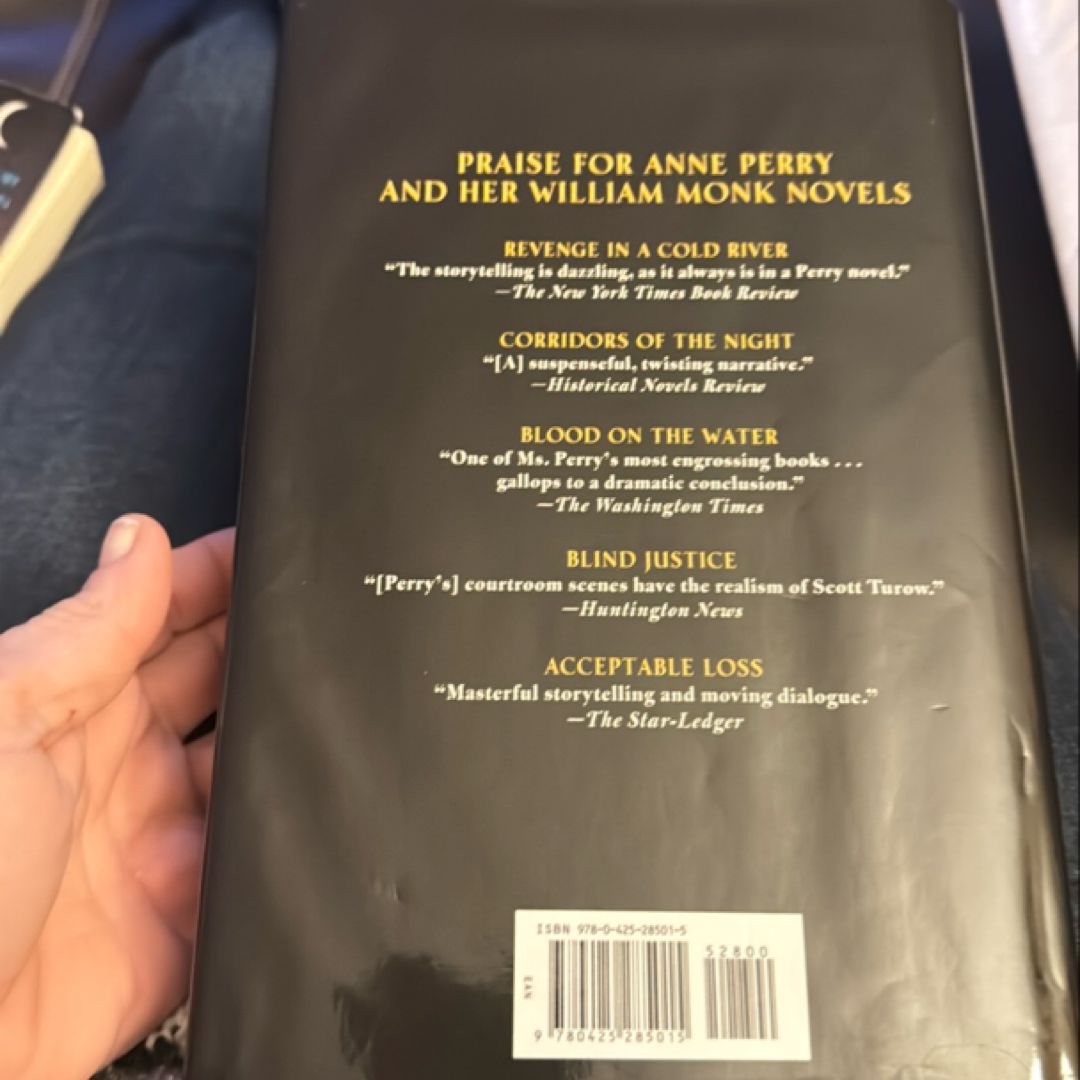 PRAISE FOR ANNE PERRY
AND HER WILLIAM MONK NOVELS
REVENGE IN A COLD RIVER
“The storytelling is dazzling, as it always is in a Perry novel.”
—The New York Times Book Review
CORRIDORS OF THE NIGHT
“[A] suspenseful, twisting narrative.”
—Historical Novels Review
BLOOD ON THE WATER
“One of Ms. Perry’s most engrossing books . . .
gallops to a dramatic conclusion.”
—The Washington Times
BLIND JUSTICE
“[Perry’s] courtroom scenes have the realism of Scott Turow.”
—Huntington News
ACCEPTABLE LOSS
“Masterful storytelling and moving dialogue.”
—The Star-Ledger
ISBN 978-0-425-28501-5
52800
EAN
9 780425 285015